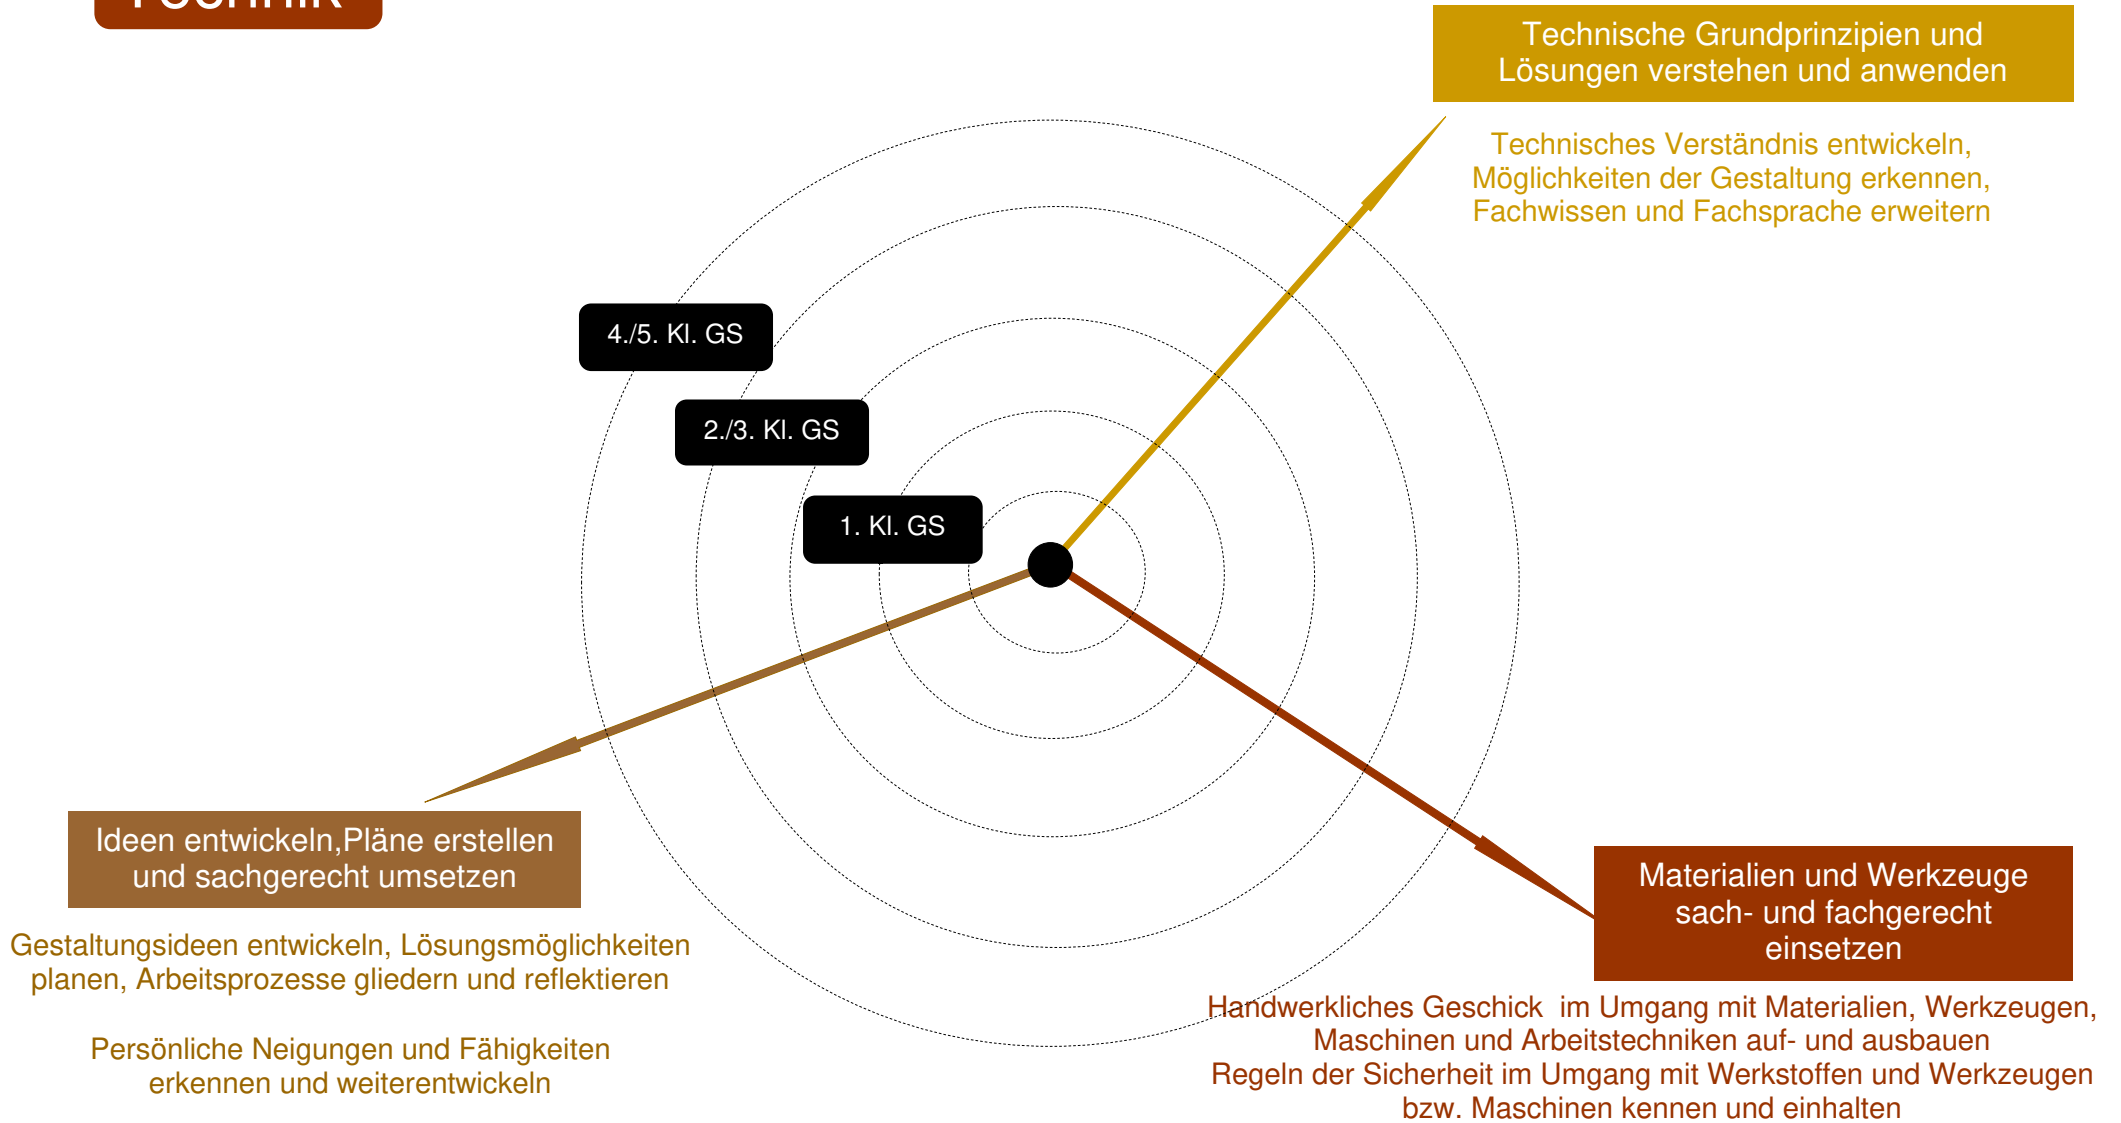 Technik
Technische Grundprinzipien und
Lösungen verstehen und anwenden
Technisches Verständnis entwickeln,
Möglichkeiten der Gestaltung erkennen,
Fachwissen und Fachsprache erweitern
4./5. Kl. GS
2./3. Kl. GS
1. Kl. GS
Ideen entwickeln,Pläne erstellen
und sachgerecht umsetzen
Gestaltungsideen entwickeln, Lösungsmöglichkeiten
planen, Arbeitsprozesse gliedern und reflektieren
Persönliche Neigungen und Fähigkeiten
erkennen und weiterentwickeln
Materialien und Werkzeuge
sach- und fachgerecht
einsetzen
Handwerkliches Geschick  im Umgang mit Materialien, Werkzeugen,
Maschinen und Arbeitstechniken auf- und ausbauen
Regeln der Sicherheit im Umgang mit Werkstoffen und Werkzeugen
bzw. Maschinen kennen und einhalten